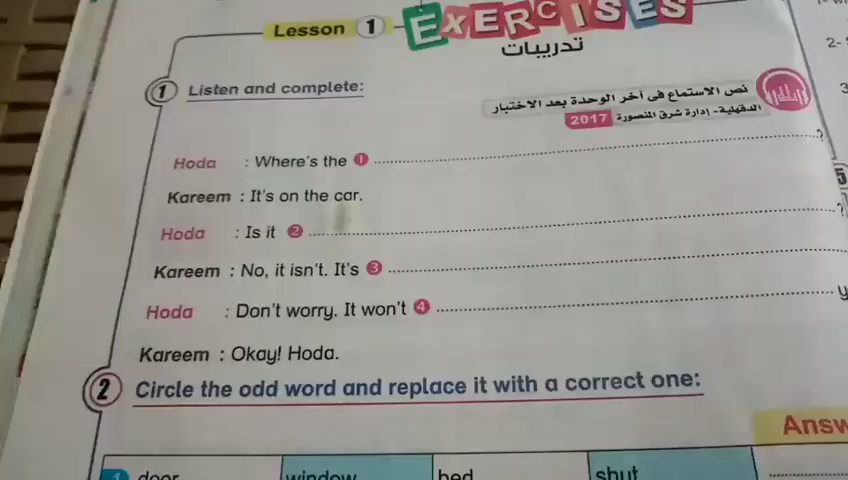 Lesson 1 EXERCISES
تدريبات
1 Listen and complete:
نص الاستماع فى آخر الوحدة بعد الاختبار
الدقهلية - إدارة شرق المنصورة 2017
Hoda : Where's the 1 ?
Kareem : It's on the car.
Hoda : Is it 2 ?
Kareem : No, it isn't. It's 3
Hoda : Don't worry. It won't 4
Kareem : Okay! Hoda.
2 Circle the odd word and replace it with a correct one:
1 door window bed shut
2-
3
5